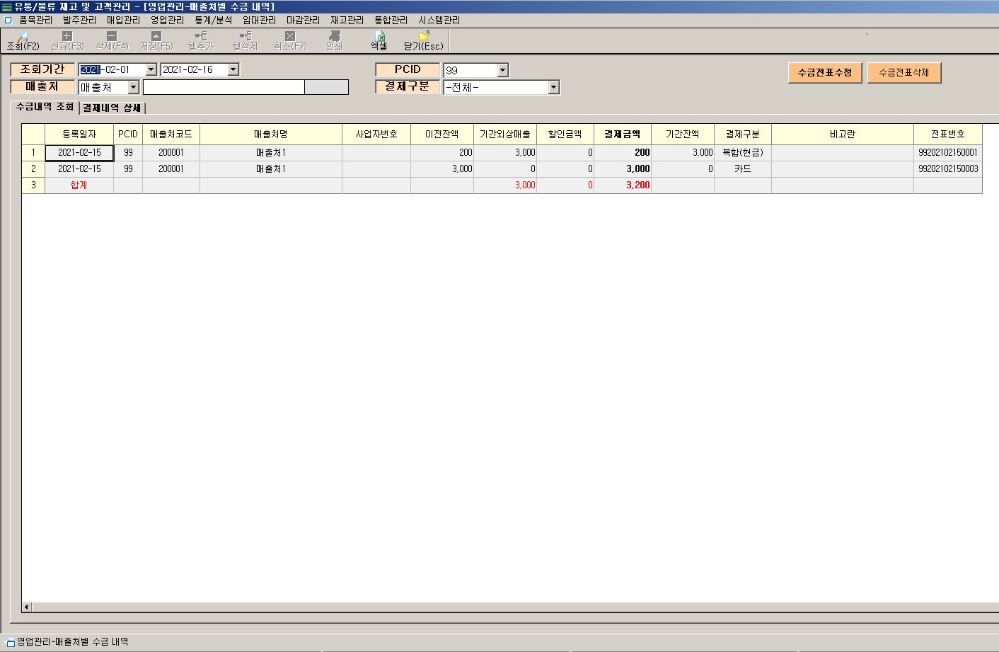 유통/물류 재고 및 고객관리 - [영업관리-매출처별 수금 내역]
품목관리 발주관리 매입관리 영업관리 통계/분석 임대관리 마감관리 재고관리 통합관리 시스템관리
조회(F2) 신규(F3) 삭제(F4) 저장(F5) 행추가 행삭제 취소(F7) 인쇄 엑셀 닫기(Esc)
조회기간 2021-02-01 2021-02-16 PCID 99 수금전표수정 수금전표삭제
매출처 매출처 결제구분 -전체-
수금내역 조회 결제내역 상세
등록일자 PCID 매출처코드 매출처명 사업자번호 이전잔액 기간외상매출 할인금액 결제금액 기간잔액 결제구분 비고란 전표번호
1 2021-02-15 99 200001 매출처1 200 3,000 0 200 3,000 복합(현금) 99202102150001
2 2021-02-15 99 200001 매출처1 3,000 0 0 3,000 0 카드 99202102150003
3 합계 3,000 0 3,200
영업관리-매출처별 수금 내역